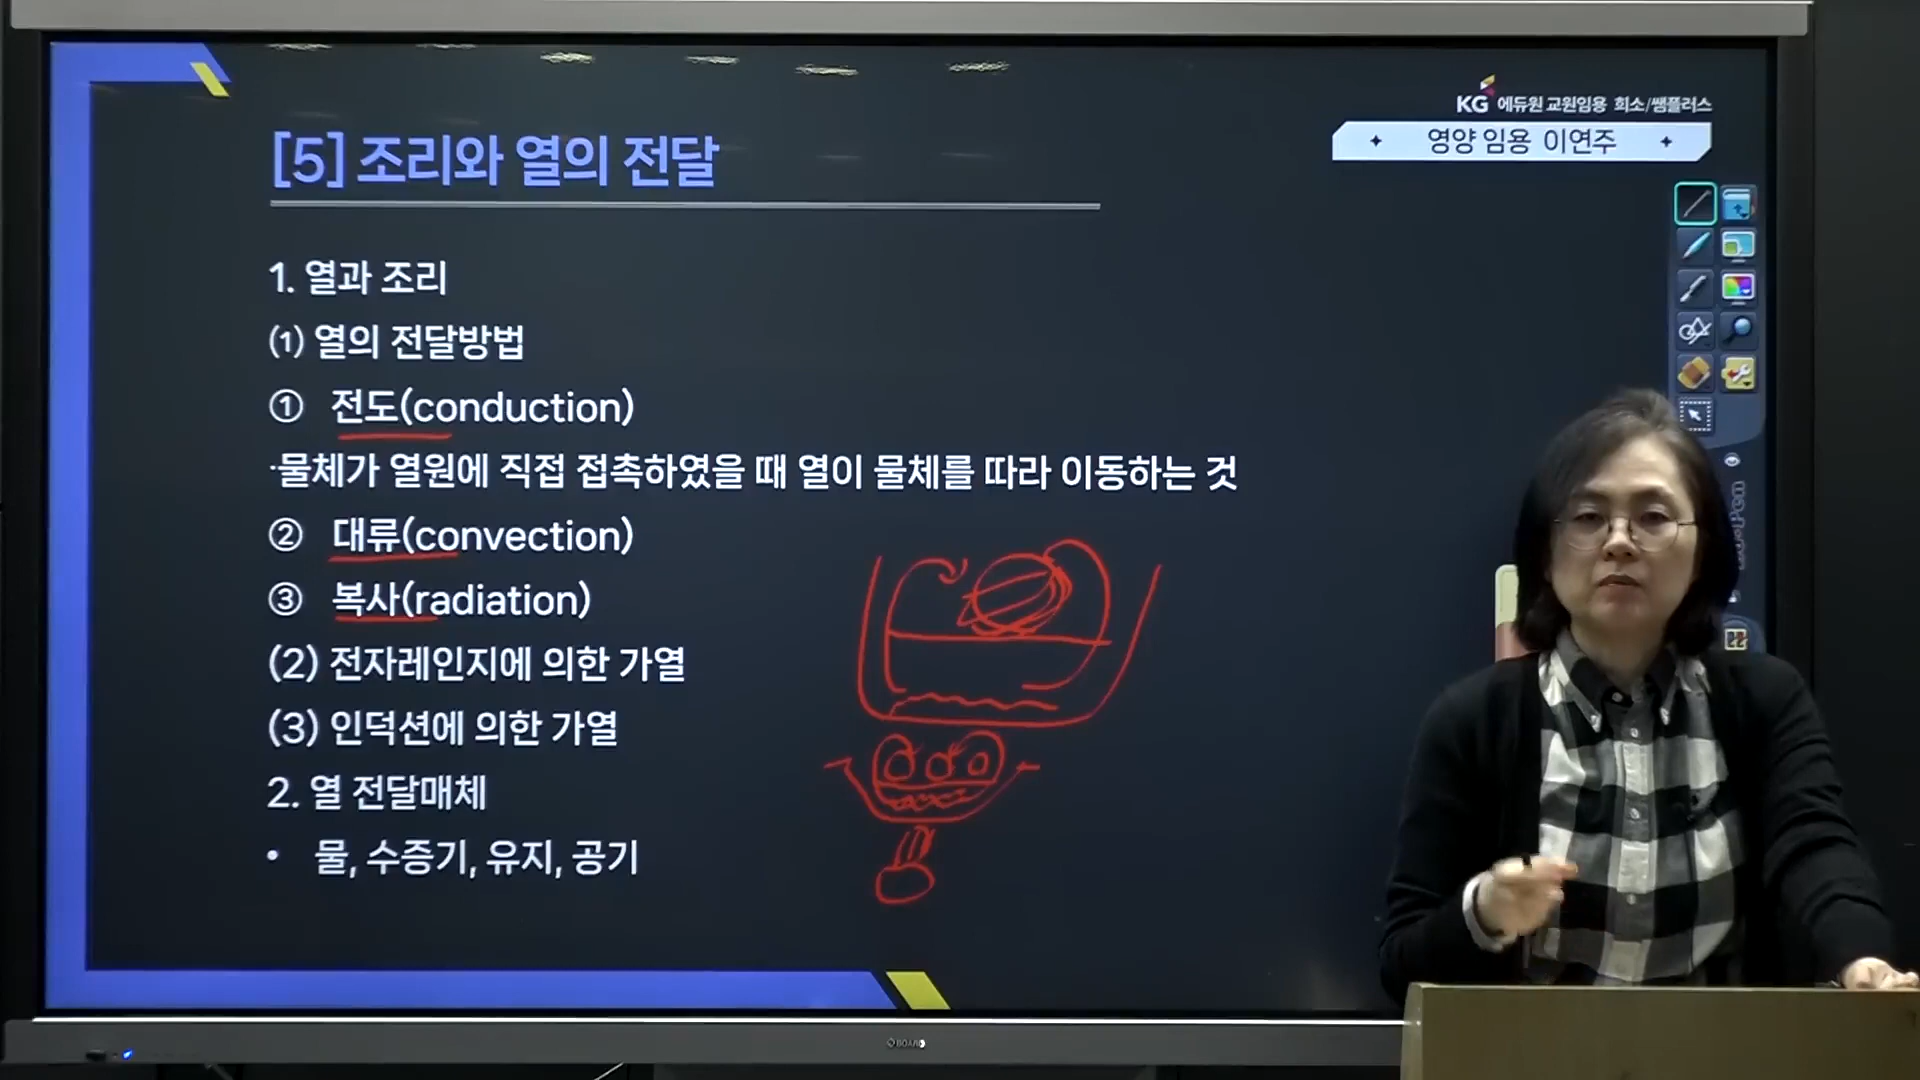 KG 에듀원 교원임용 희소/쌤플러스
영양 임용 이연주
[5] 조리와 열의 전달
1. 열과 조리
(1) 열의 전달방법
① 전도(conduction)
·물체가 열원에 직접 접촉하였을 때 열이 물체를 따라 이동하는 것
② 대류(convection)
③ 복사(radiation)
(2) 전자레인지에 의한 가열
(3) 인덕션에 의한 가열
2. 열 전달매체
• 물, 수증기, 유지, 공기